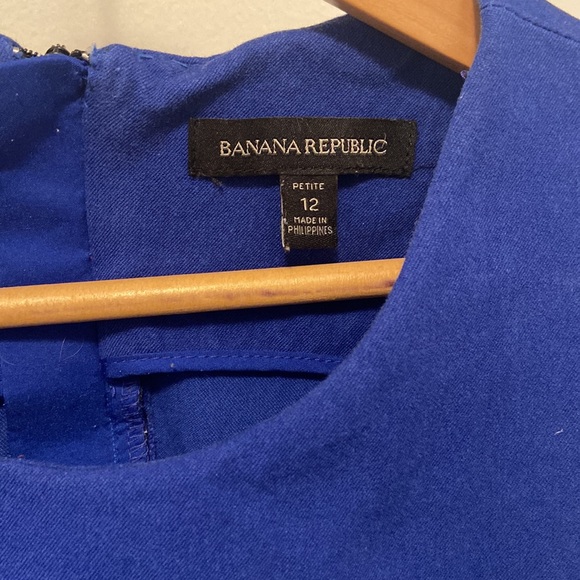 BANANA REPUBLIC
PETITE
12
MADE IN
PHILIPPINES